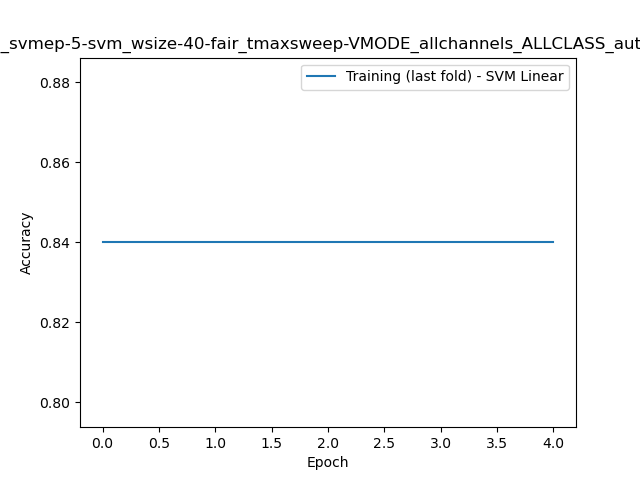 _svmep-5-svm_wsize-40-fair_tmaxsweep-VMODE_allchannels_ALLCLASS_aut
Training (last fold) - SVM Linear
0.88
0.86
0.84
0.82
0.80
Accuracy
0.0 0.5 1.0 1.5 2.0 2.5 3.0 3.5 4.0
Epoch